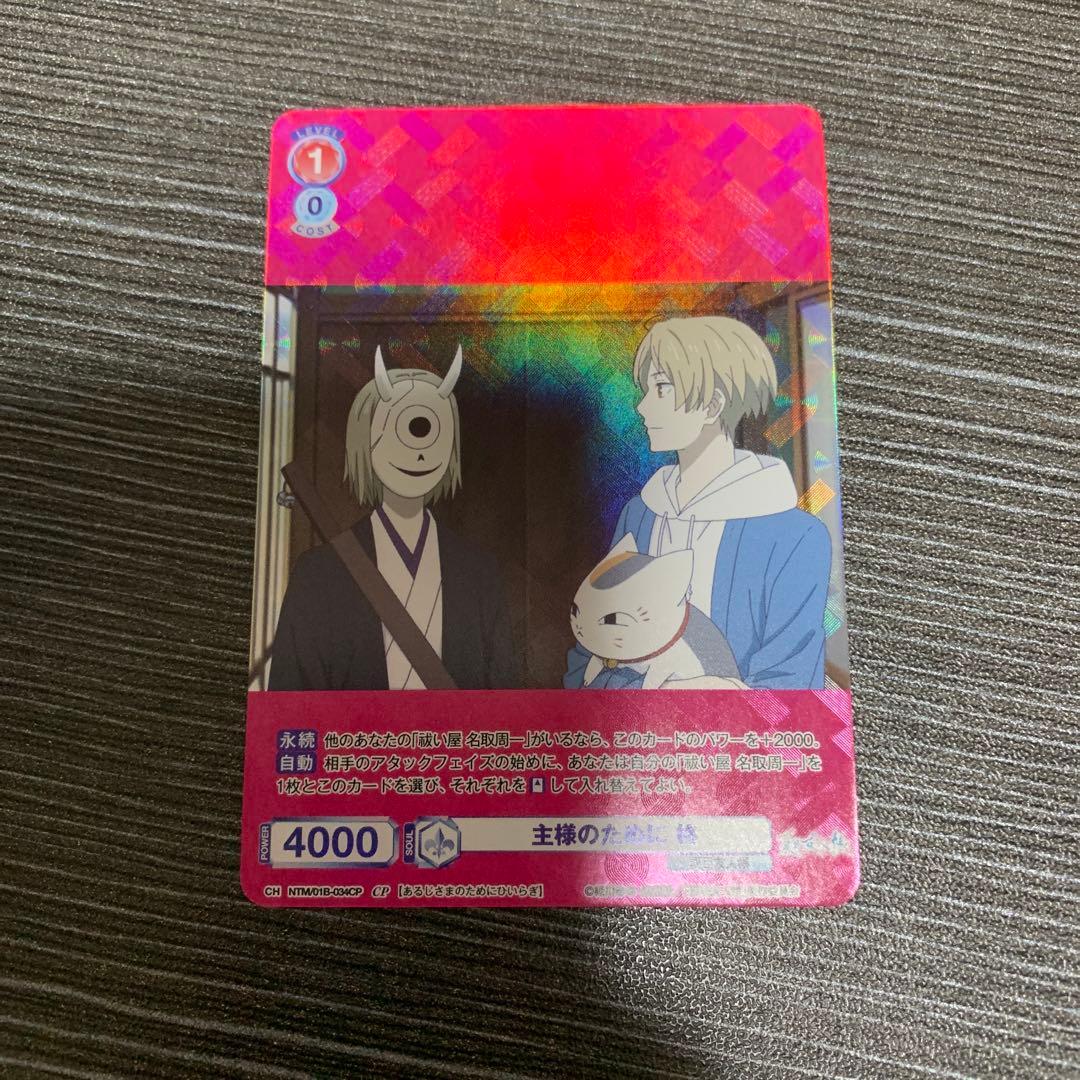 LEVEL
1
0
COST
永続 他のあなたの「祓い屋 名取周一」がいるなら、このカードのパワーを+2000。
自動 相手のアタックフェイズの始めに、あなたは自分の「祓い屋 名取周一」を
1枚とこのカードを選び、それぞれを して入れ替えてよい。
POWER 4000 SOUL 主様のために 柊
CH NTM/01B-034CP CP [あるじさまのためにひいらぎ]